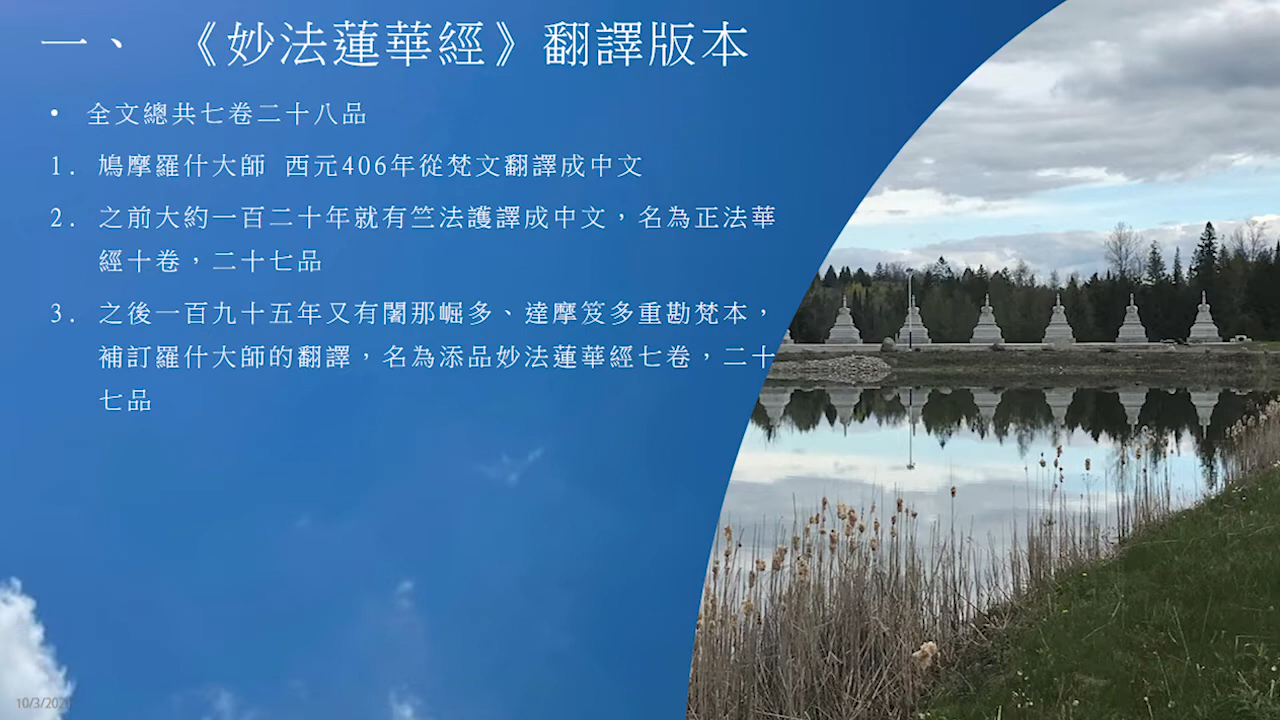 一、 《妙法蓮華經》翻譯版本
• 全文總共七卷二十八品
1. 鳩摩羅什大師 西元406年從梵文翻譯成中文
2. 之前大約一百二十年就有竺法護譯成中文，名為正法華
經十卷，二十七品
3. 之後一百九十五年又有闍那崛多、達摩笈多重勘梵本，
補訂羅什大師的翻譯，名為添品妙法蓮華經七卷，二十
七品